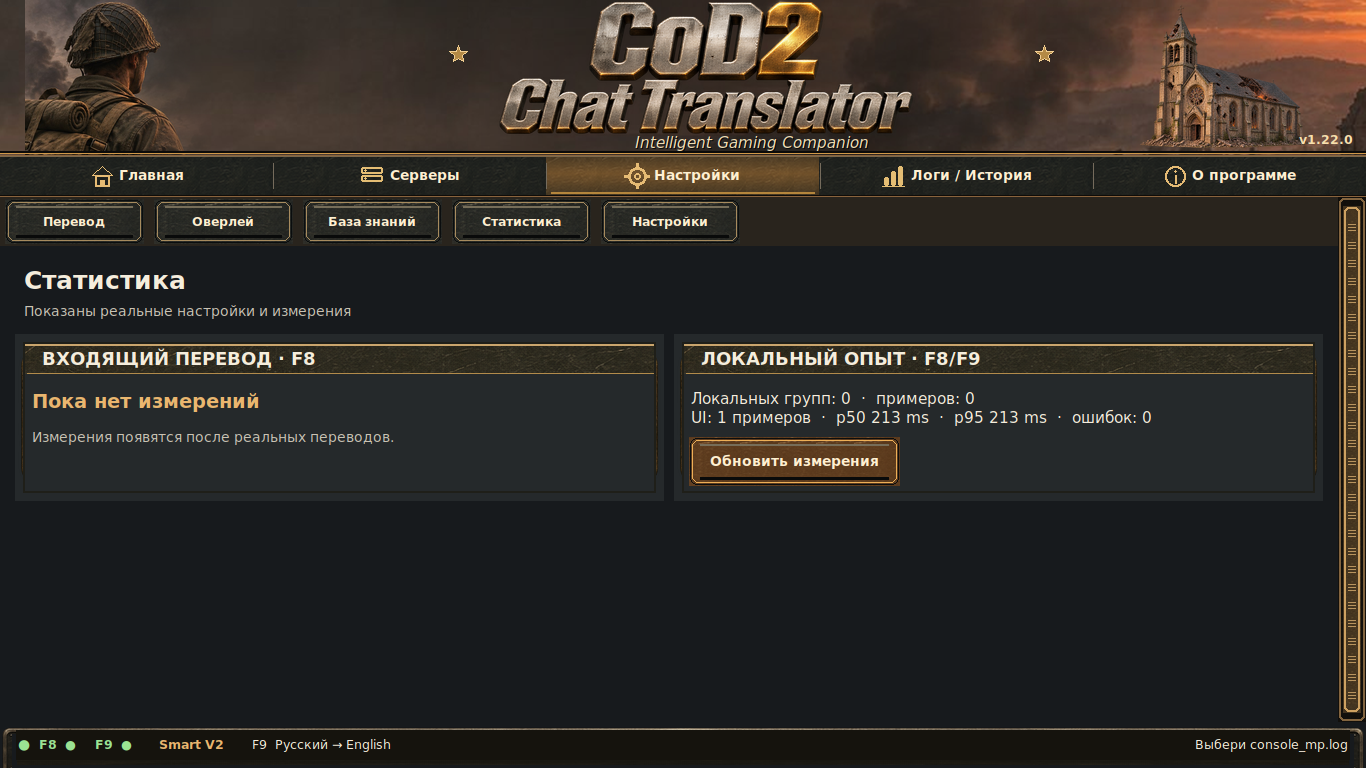 CoD2
Chat Translator
Intelligent Gaming Companion
v1.22.0
Главная
Серверы
Настройки
Логи / История
О программе
Перевод
Оверлей
База знаний
Статистика
Настройки
Статистика
Показаны реальные настройки и измерения
ВХОДЯЩИЙ ПЕРЕВОД · F8
Пока нет измерений
Измерения появятся после реальных переводов.
ЛОКАЛЬНЫЙ ОПЫТ · F8/F9
Локальных групп: 0 · примеров: 0
UI: 1 примеров · p50 213 ms · p95 213 ms · ошибок: 0
Обновить измерения
● F8 ● F9 ● Smart V2 F9 Русский → English
Выбери console_mp.log